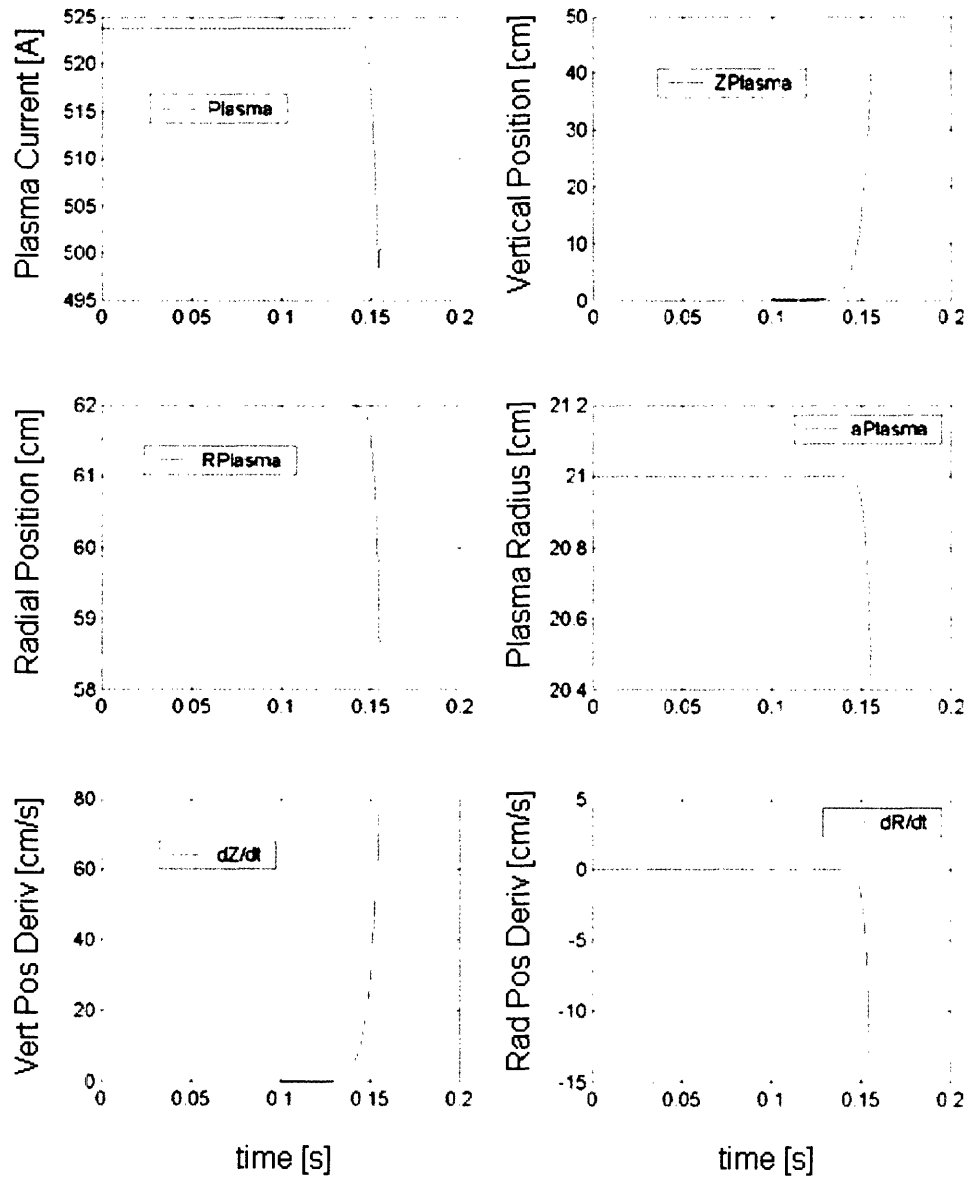 Plasma Current [A]
525
520
515
510
505
500
495
0 0.05 0.1 0.15 0.2
Plasma
Vertical Position [cm]
50
40
30
20
10
0
0 0.05 0.1 0.15 0.2
ZPlasma
Radial Position [cm]
62
61
60
59
58
0 0.05 0.1 0.15 0.2
RPlasma
Plasma Radius [cm]
21 2
21
20 8
20 6
20 4
0 0.05 0.1 0.15 0.2
aPlasma
Vert Pos Deriv [cm/s]
80
60
40
20
0
0 0.05 0.1 0.15 0.2
dZ/dt
time [s]
Rad Pos Deriv [cm/s]
5
0
-5
-10
-15
0 0.05 0.1 0.15 0.2
dR/dt
time [s]